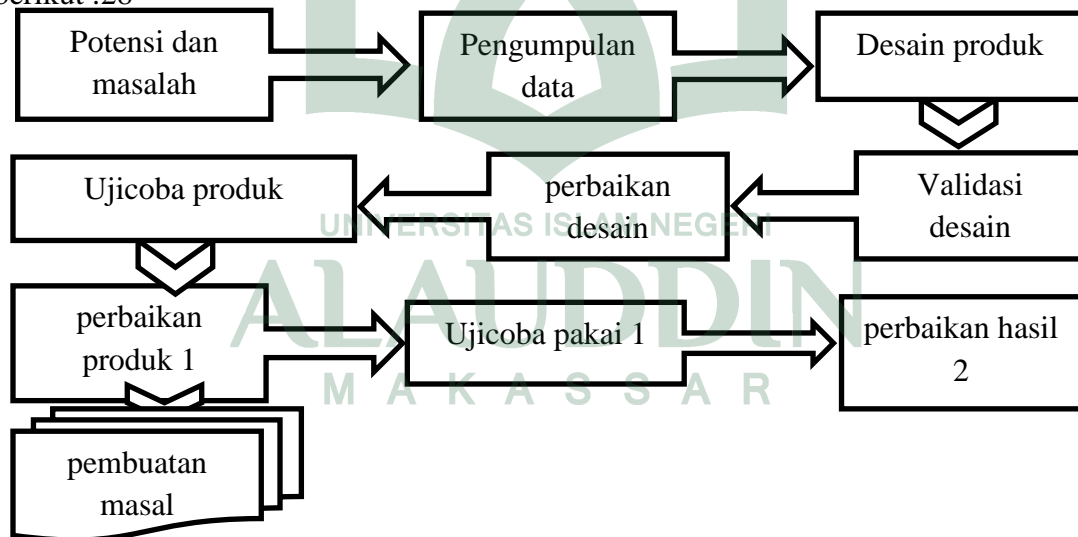 berikut :28
Potensi dan
masalah
Pengumpulan
data
Desain produk
Ujicoba produk
perbaikan
desain
Validasi
desain
UNIVERSITAS ISLAM NEGERI
ALAUDDIN
MAKASSAR
perbaikan
produk 1
Ujicoba pakai 1
perbaikan hasil
2
pembuatan
masal